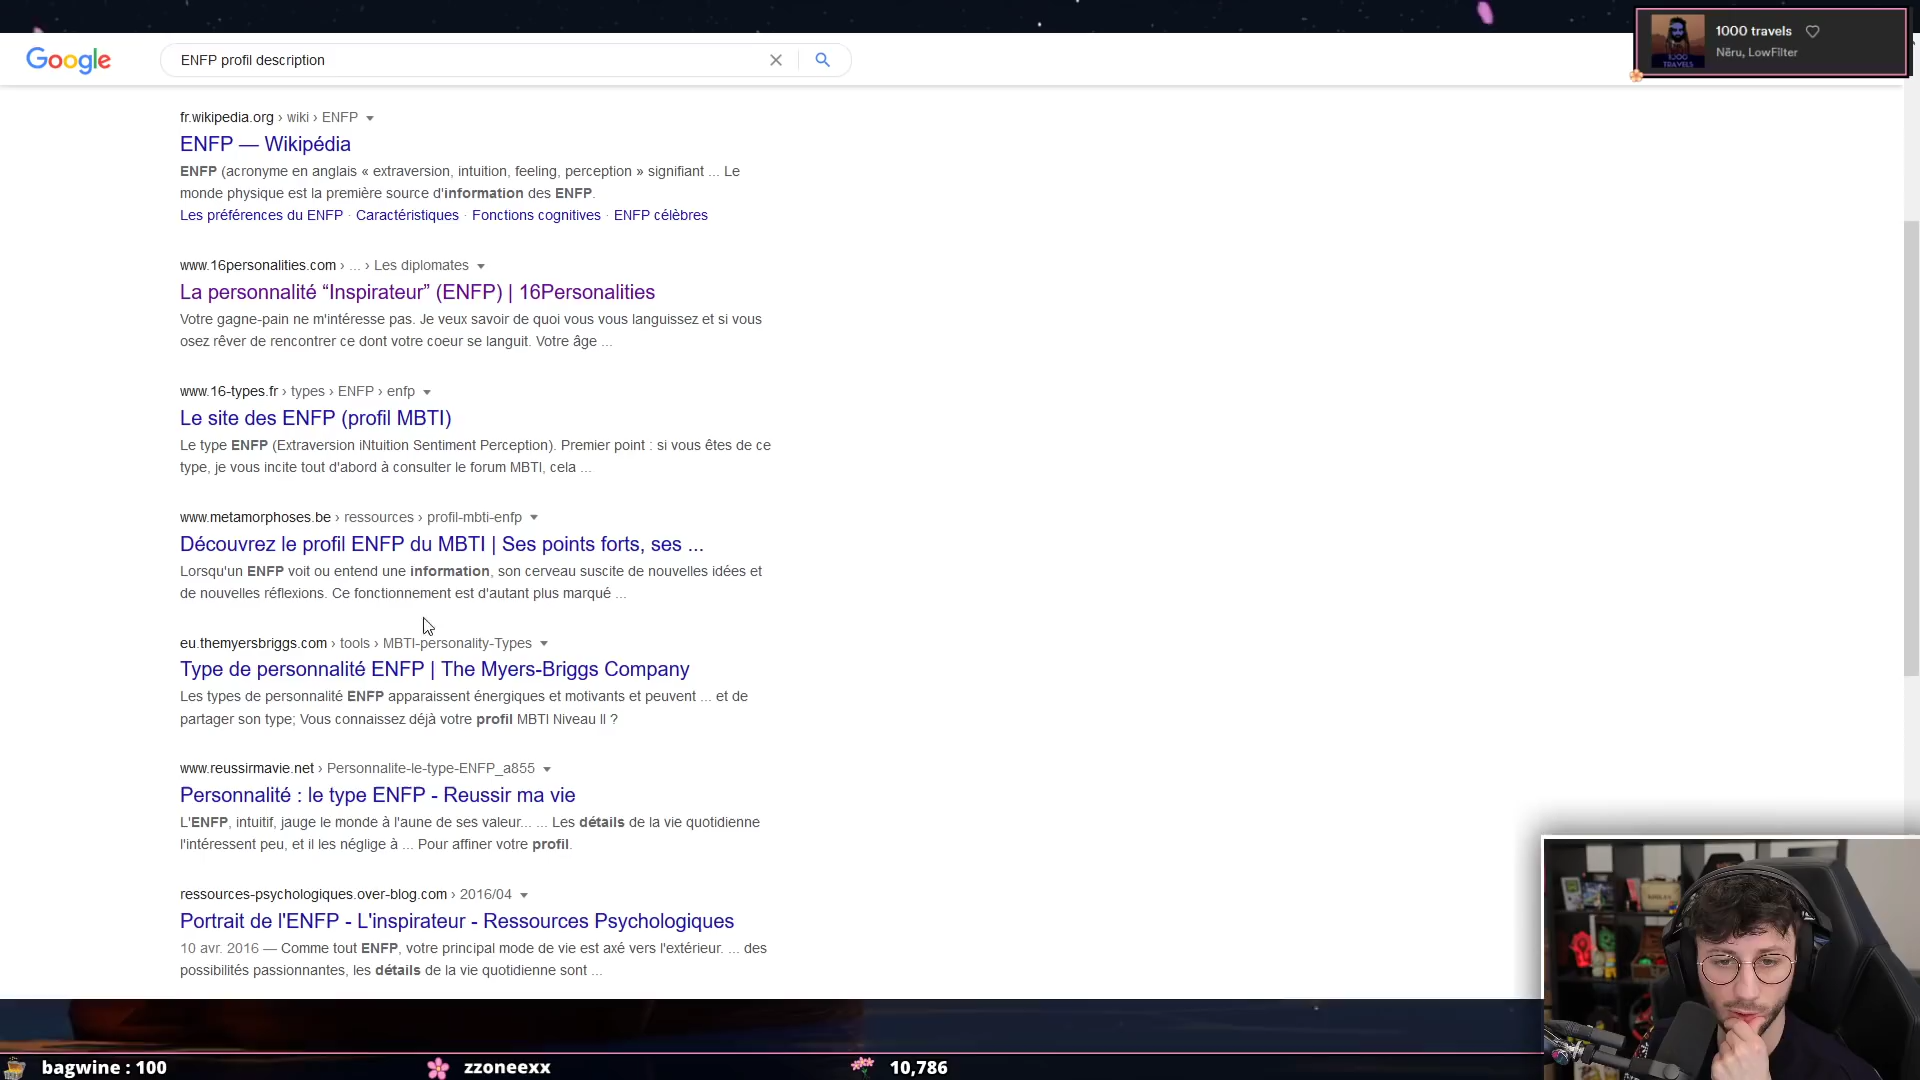 Google
ENFP profil description
1000 travels
Nēru, LowFilter
1000
TRAVELS
fr.wikipedia.org › wiki › ENFP
ENFP — Wikipédia
ENFP (acronyme en anglais « extraversion, intuition, feeling, perception » signifiant ... Le
monde physique est la première source d'information des ENFP.
Les préférences du ENFP · Caractéristiques · Fonctions cognitives · ENFP célèbres
www.16personalities.com › ... › Les diplomates
La personnalité “Inspirateur” (ENFP) | 16Personalities
Votre gagne-pain ne m'intéresse pas. Je veux savoir de quoi vous vous languissez et si vous
osez rêver de rencontrer ce dont votre coeur se languit. Votre âge ...
www.16-types.fr › types › ENFP › enfp
Le site des ENFP (profil MBTI)
Le type ENFP (Extraversion iNtuition Sentiment Perception). Premier point : si vous êtes de ce
type, je vous incite tout d'abord à consulter le forum MBTI, cela ...
www.metamorphoses.be › ressources › profil-mbti-enfp
Découvrez le profil ENFP du MBTI | Ses points forts, ses ...
Lorsqu'un ENFP voit ou entend une information, son cerveau suscite de nouvelles idées et
de nouvelles réflexions. Ce fonctionnement est d'autant plus marqué ...
eu.themyersbriggs.com › tools › MBTI-personality-Types
Type de personnalité ENFP | The Myers-Briggs Company
Les types de personnalité ENFP apparaissent énergiques et motivants et peuvent ... et de
partager son type; Vous connaissez déjà votre profil MBTI Niveau II ?
www.reussirmavie.net › Personnalite-le-type-ENFP_a855
Personnalité : le type ENFP - Reussir ma vie
L'ENFP, intuitif, jauge le monde à l'aune de ses valeur... ... Les détails de la vie quotidienne
l'intéressent peu, et il les néglige à ... Pour affiner votre profil.
ressources-psychologiques.over-blog.com › 2016/04
Portrait de l'ENFP - L'inspirateur - Ressources Psychologiques
10 avr. 2016 — Comme tout ENFP, votre principal mode de vie est axé vers l'extérieur. ... des
possibilités passionnantes, les détails de la vie quotidienne sont ...
bagwine : 100
zzoneexx
10,786